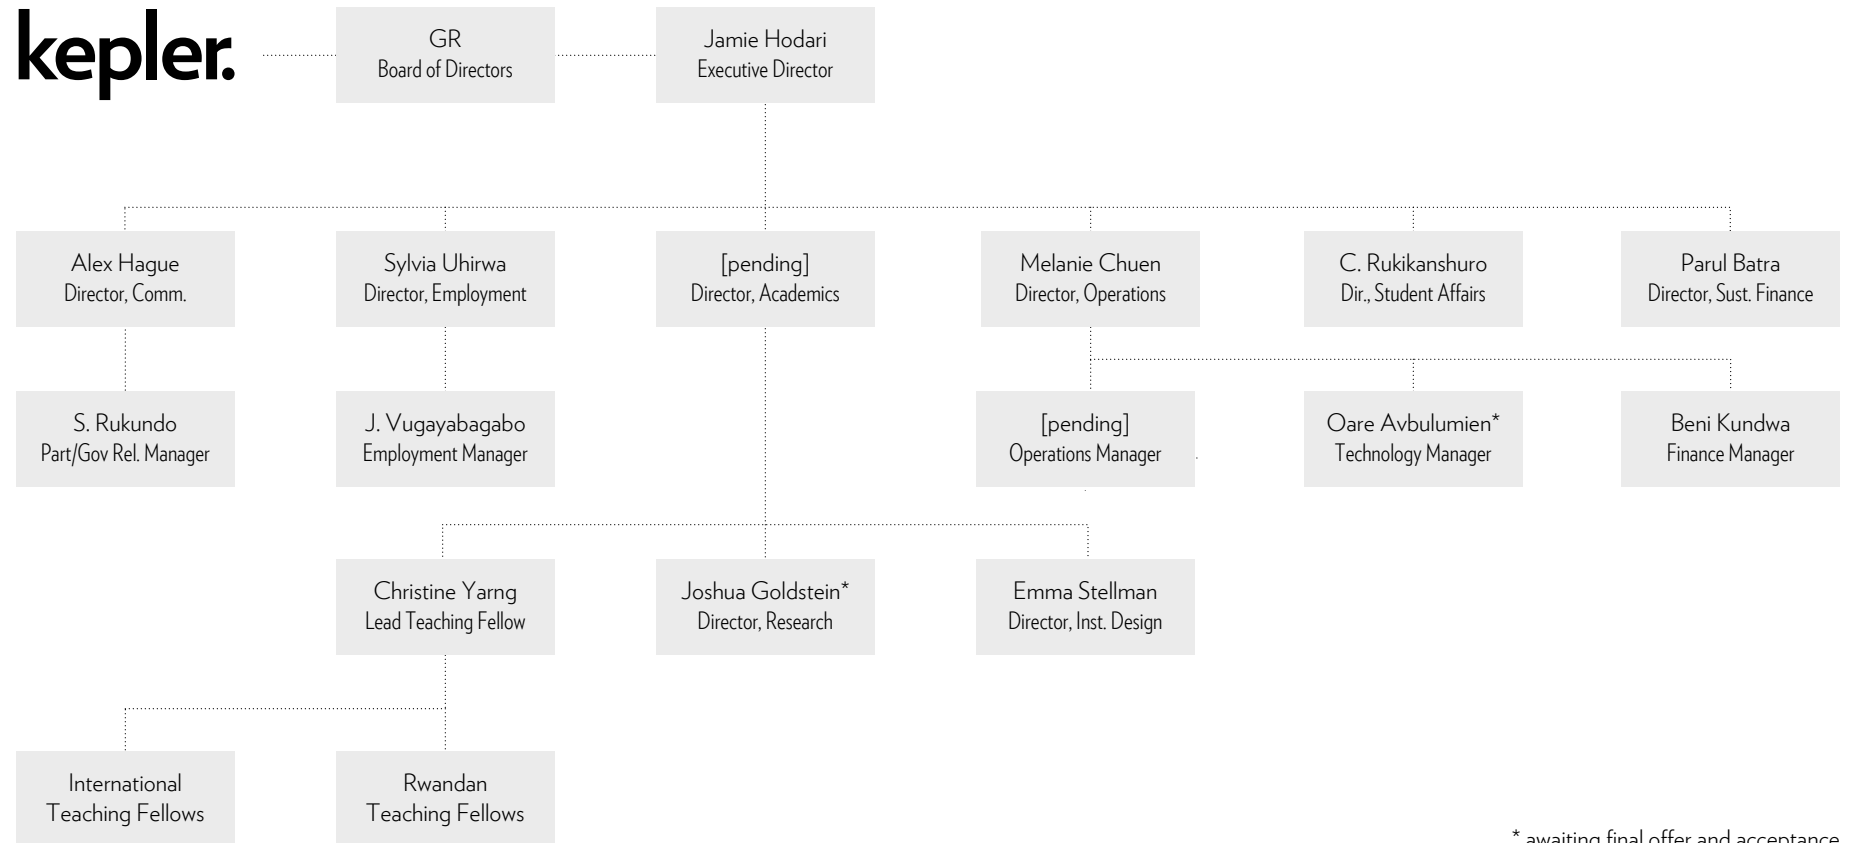 kepler.
GR
Board of Directors
Jamie Hodari
Executive Director
Alex Hague
Director, Comm.
Sylvia Uhirwa
Director, Employment
[pending]
Director, Academics
Melanie Chuen
Director, Operations
C. Rukikanshuro
Dir., Student Affairs
Parul Batra
Director, Sust. Finance
S. Rukundo
Part/Gov Rel. Manager
J. Vugayabagabo
Employment Manager
[pending]
Operations Manager
Oare Avbulumien*
Technology Manager
Beni Kundwa
Finance Manager
Christine Yarng
Lead Teaching Fellow
Joshua Goldstein*
Director, Research
Emma Stellman
Director, Inst. Design
International
Teaching Fellows
Rwandan
Teaching Fellows
* awaiting final offer and acceptance